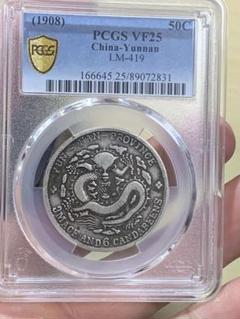 (1908)
50C
PCGS
PCGS VF25
China-Yunnan
LM-419
166645.25/89072831
YUN-NAN PROVINCE
3 MACE AND 6 CANDAREENS